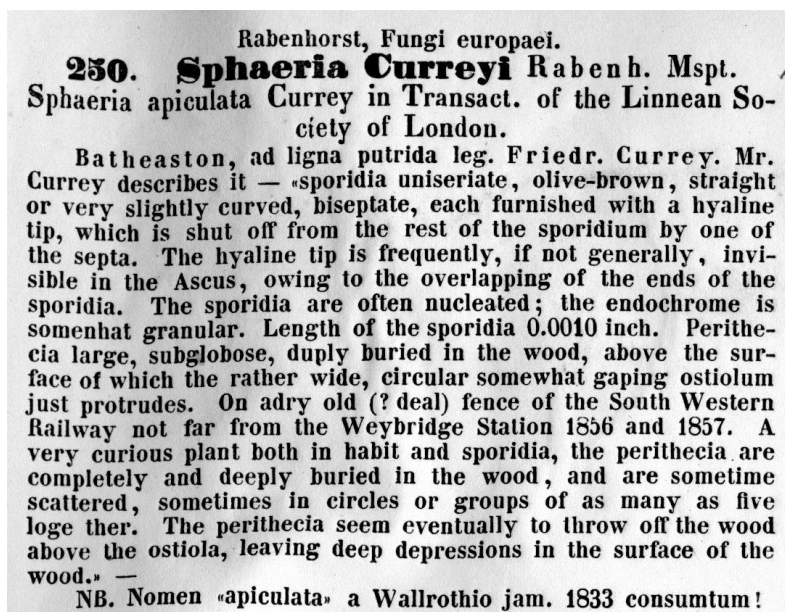 Rabenhorst, Fungi europaei.
250. Sphaeria Curreyi Rabenh. Mspt.
Sphaeria apiculata Currey in Transact. of the Linnean So-
ciety of London.
Batheaston, ad ligna putrida leg. Friedr. Currey. Mr.
Currey describes it — «sporidia uniseriate, olive-brown, straight
or very slightly curved, biseptate, each furnished with a hyaline
tip, which is shut off from the rest of the sporidium by one of
the septa. The hyaline tip is frequently, if not generally, invi-
sible in the Ascus, owing to the overlapping of the ends of the
sporidia. The sporidia are often nucleated; the endochrome is
somenhat granular. Length of the sporidia 0.0010 inch. Perithe-
cia large, subglobose, duply buried in the wood, above the sur-
face of which the rather wide, circular somewhat gaping ostiolum
just protrudes. On adry old (? deal) fence of the South Western
Railway not far from the Weybridge Station 1856 and 1857. A
very curious plant both in habit and sporidia, the perithecia are
completely and deeply buried in the wood, and are sometime
scattered, sometimes in circles or groups of as many as five
loge ther. The perithecia seem eventually to throw off the wood
above the ostiola, leaving deep depressions in the surface of the
wood.» —
NB. Nomen «apiculata» a Wallrothio jam. 1833 consumtum!